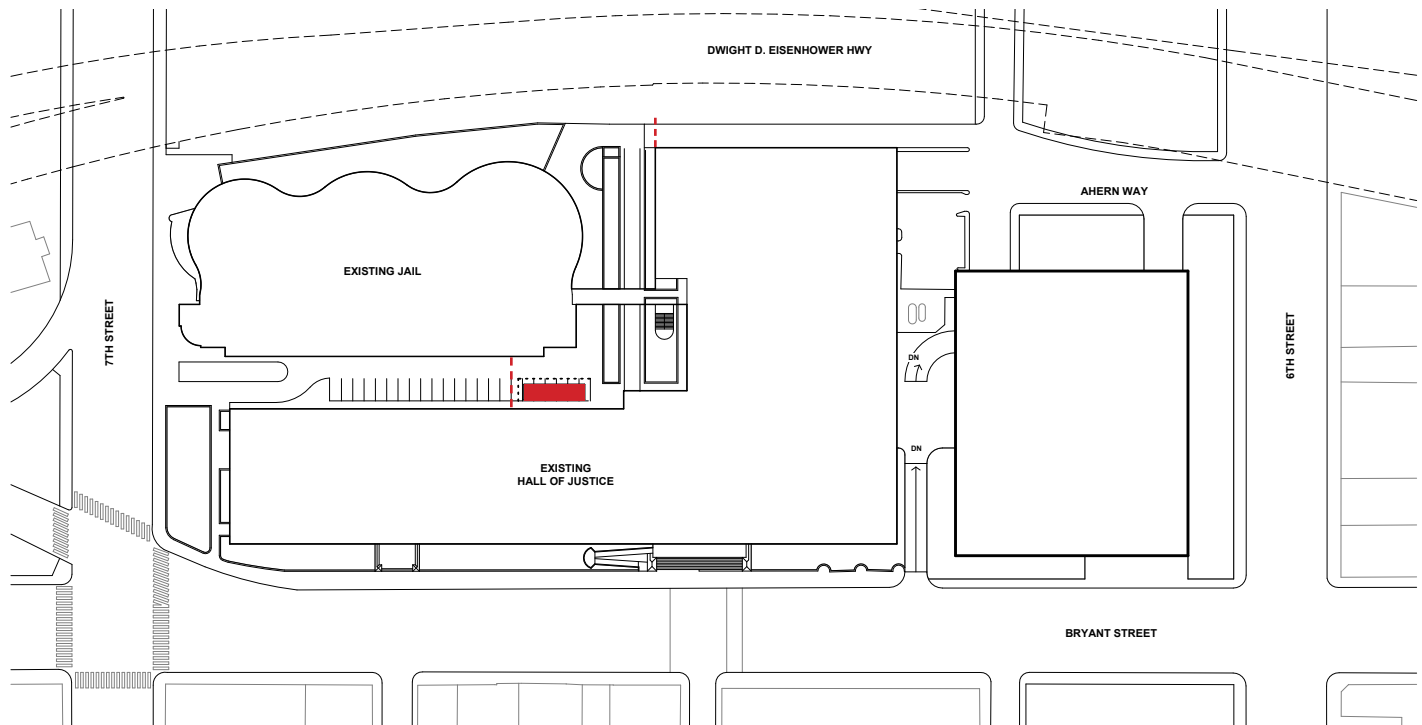 DWIGHT D. EISENHOWER HWY
AHERN WAY
EXISTING JAIL
7TH STREET
6TH STREET
DN
DN
EXISTING
HALL OF JUSTICE
BRYANT STREET